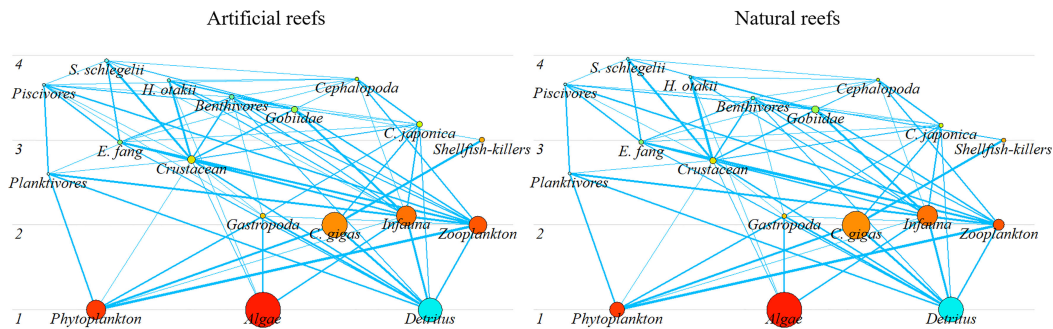 Artificial reefs
Natural reefs
4
S. schlegelii
Piscivores
H. otakii
Cephalopoda
Benthivores
Gobiidae
C. japonica
3
E. fang
Shellfish-killers
Crustacean
Planktivores
Gastropoda
2
C. gigas
Infauna
Zooplankton
1
Phytoplankton
Algae
Detritus
4
S. schlegelii
Piscivores
H. otakii
Cephalopoda
Benthivores
Gobiidae
C. japonica
3
E. fang
Shellfish-killers
Crustacean
Planktivores
Gastropoda
2
C. gigas
Infauna
Zooplankton
1
Phytoplankton
Algae
Detritus